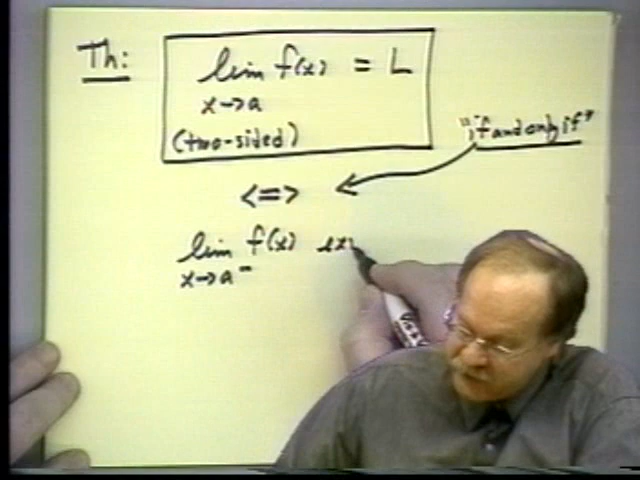 Th:
lim f(x) = L
x→a
(two-sided)
"if and only if"
<=>
lim f(x) ex
x→a⁻